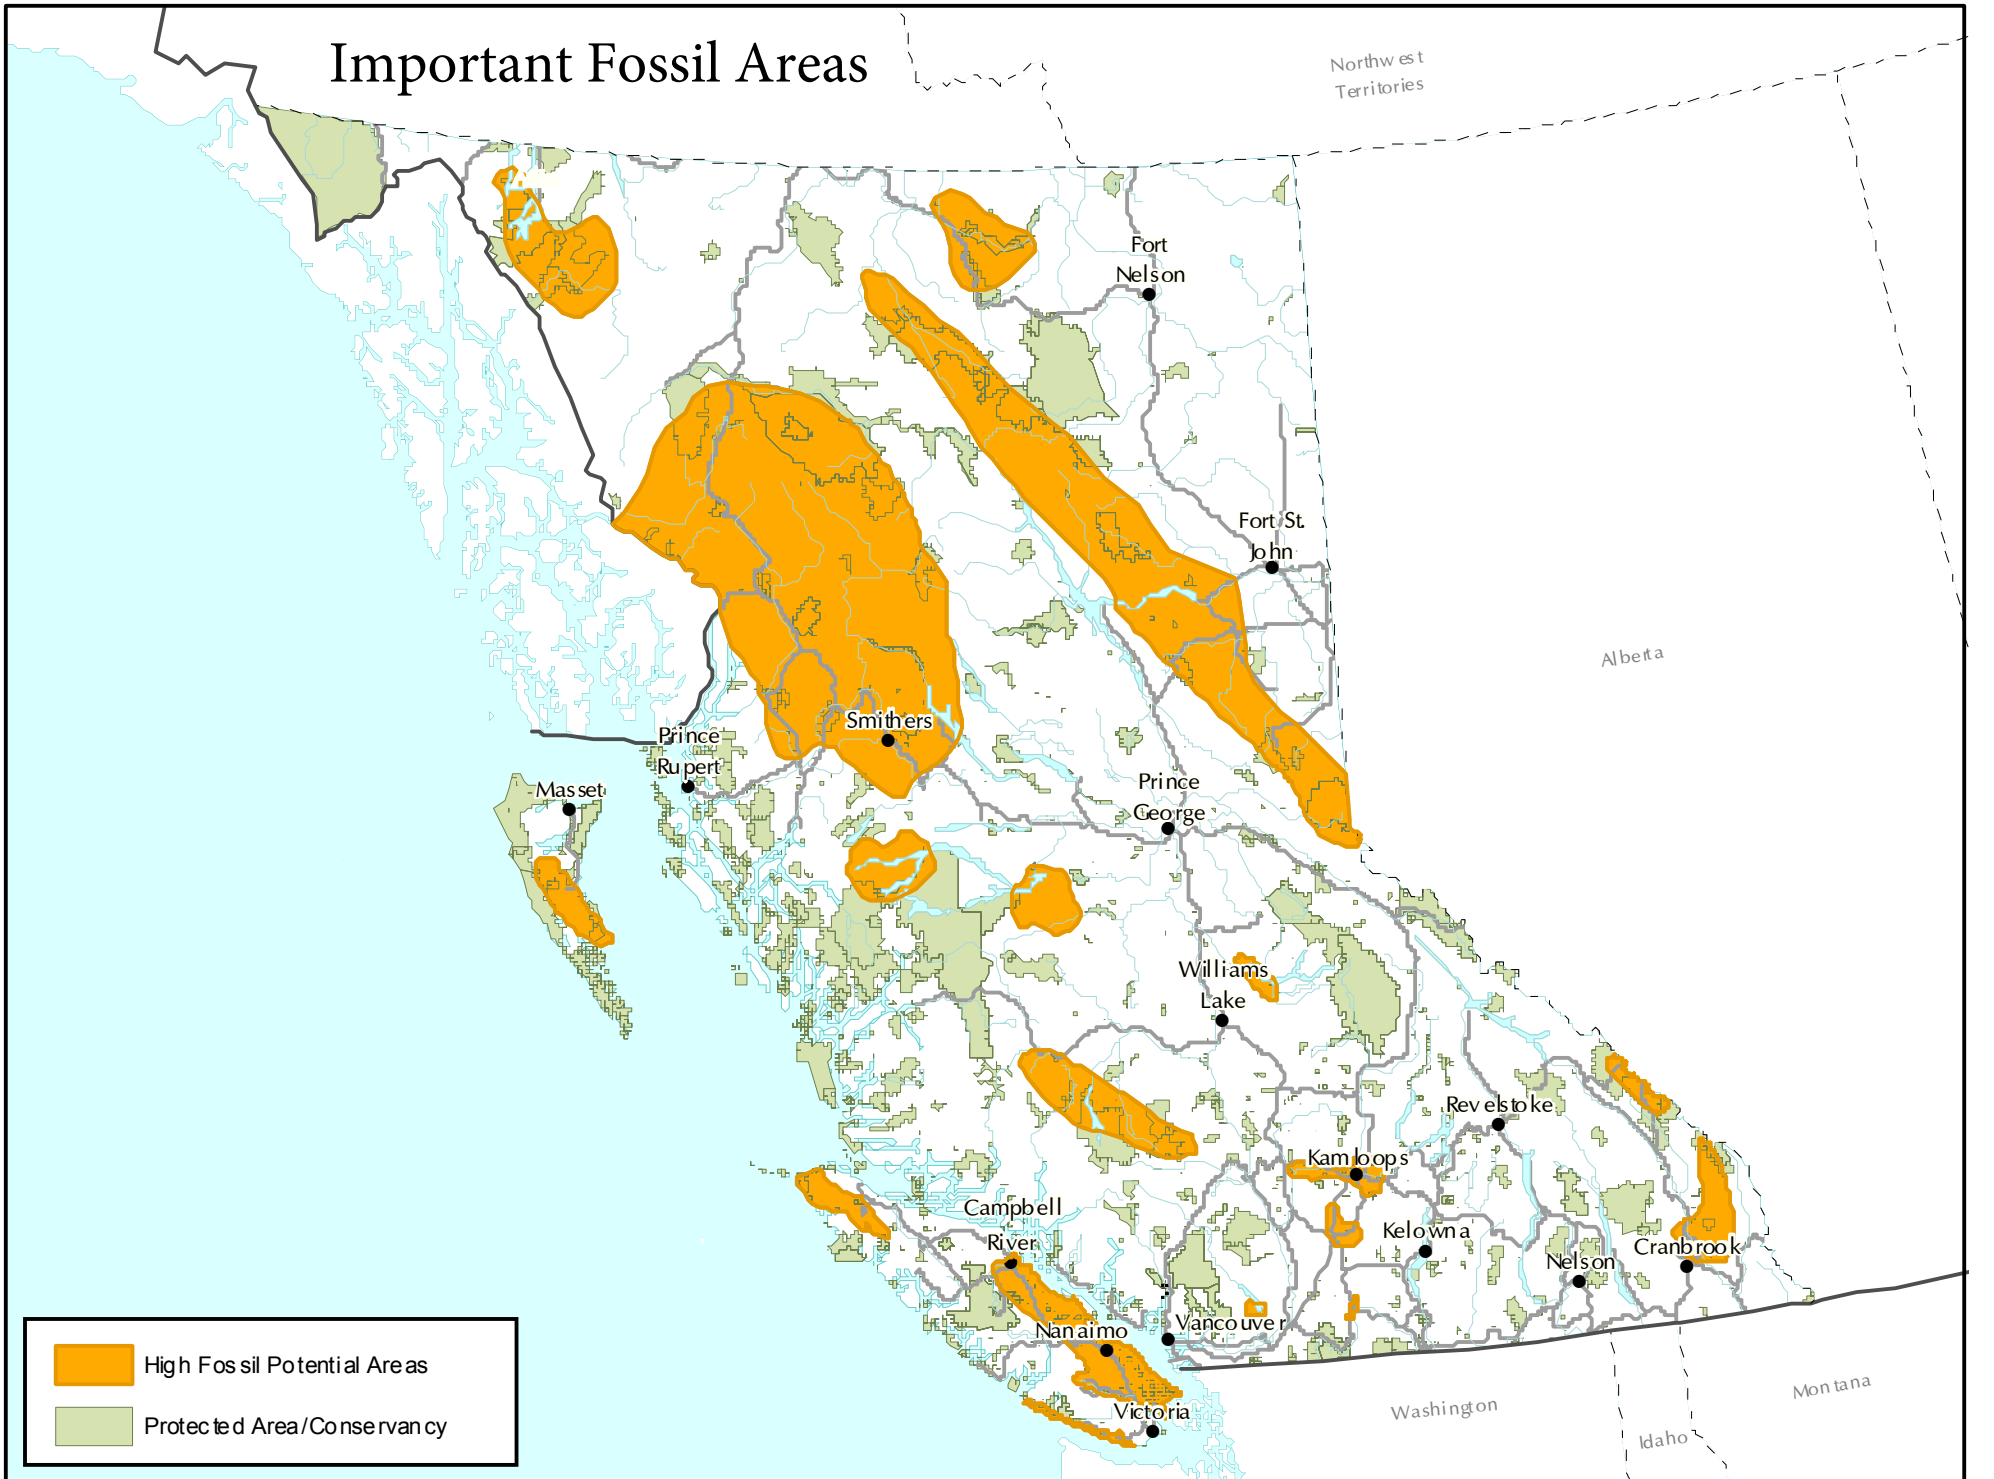 Important Fossil Areas
Northwest
Territories
Fort
Nelson
Fort St.
John
Alberta
Smithers
Prince
Rupert
Masset
Prince
George
Williams
Lake
Revelstoke
Kamloops
Campbell
River
Kelowna
Nelson
Cranbrook
Nanaimo
Vancouver
Victoria
Washington
Idaho
Montana
High Fossil Potential Areas
Protected Area/Conservancy